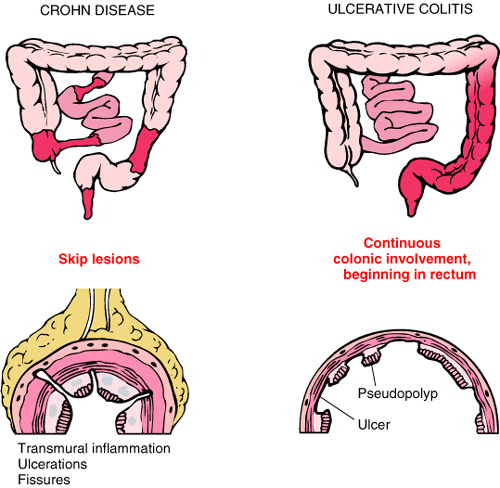 CROHN DISEASE
ULCERATIVE COLITIS
Skip lesions
Continuous
colonic involvement,
beginning in rectum
Transmural inflammation
Ulcerations
Fissures
Pseudopolyp
Ulcer